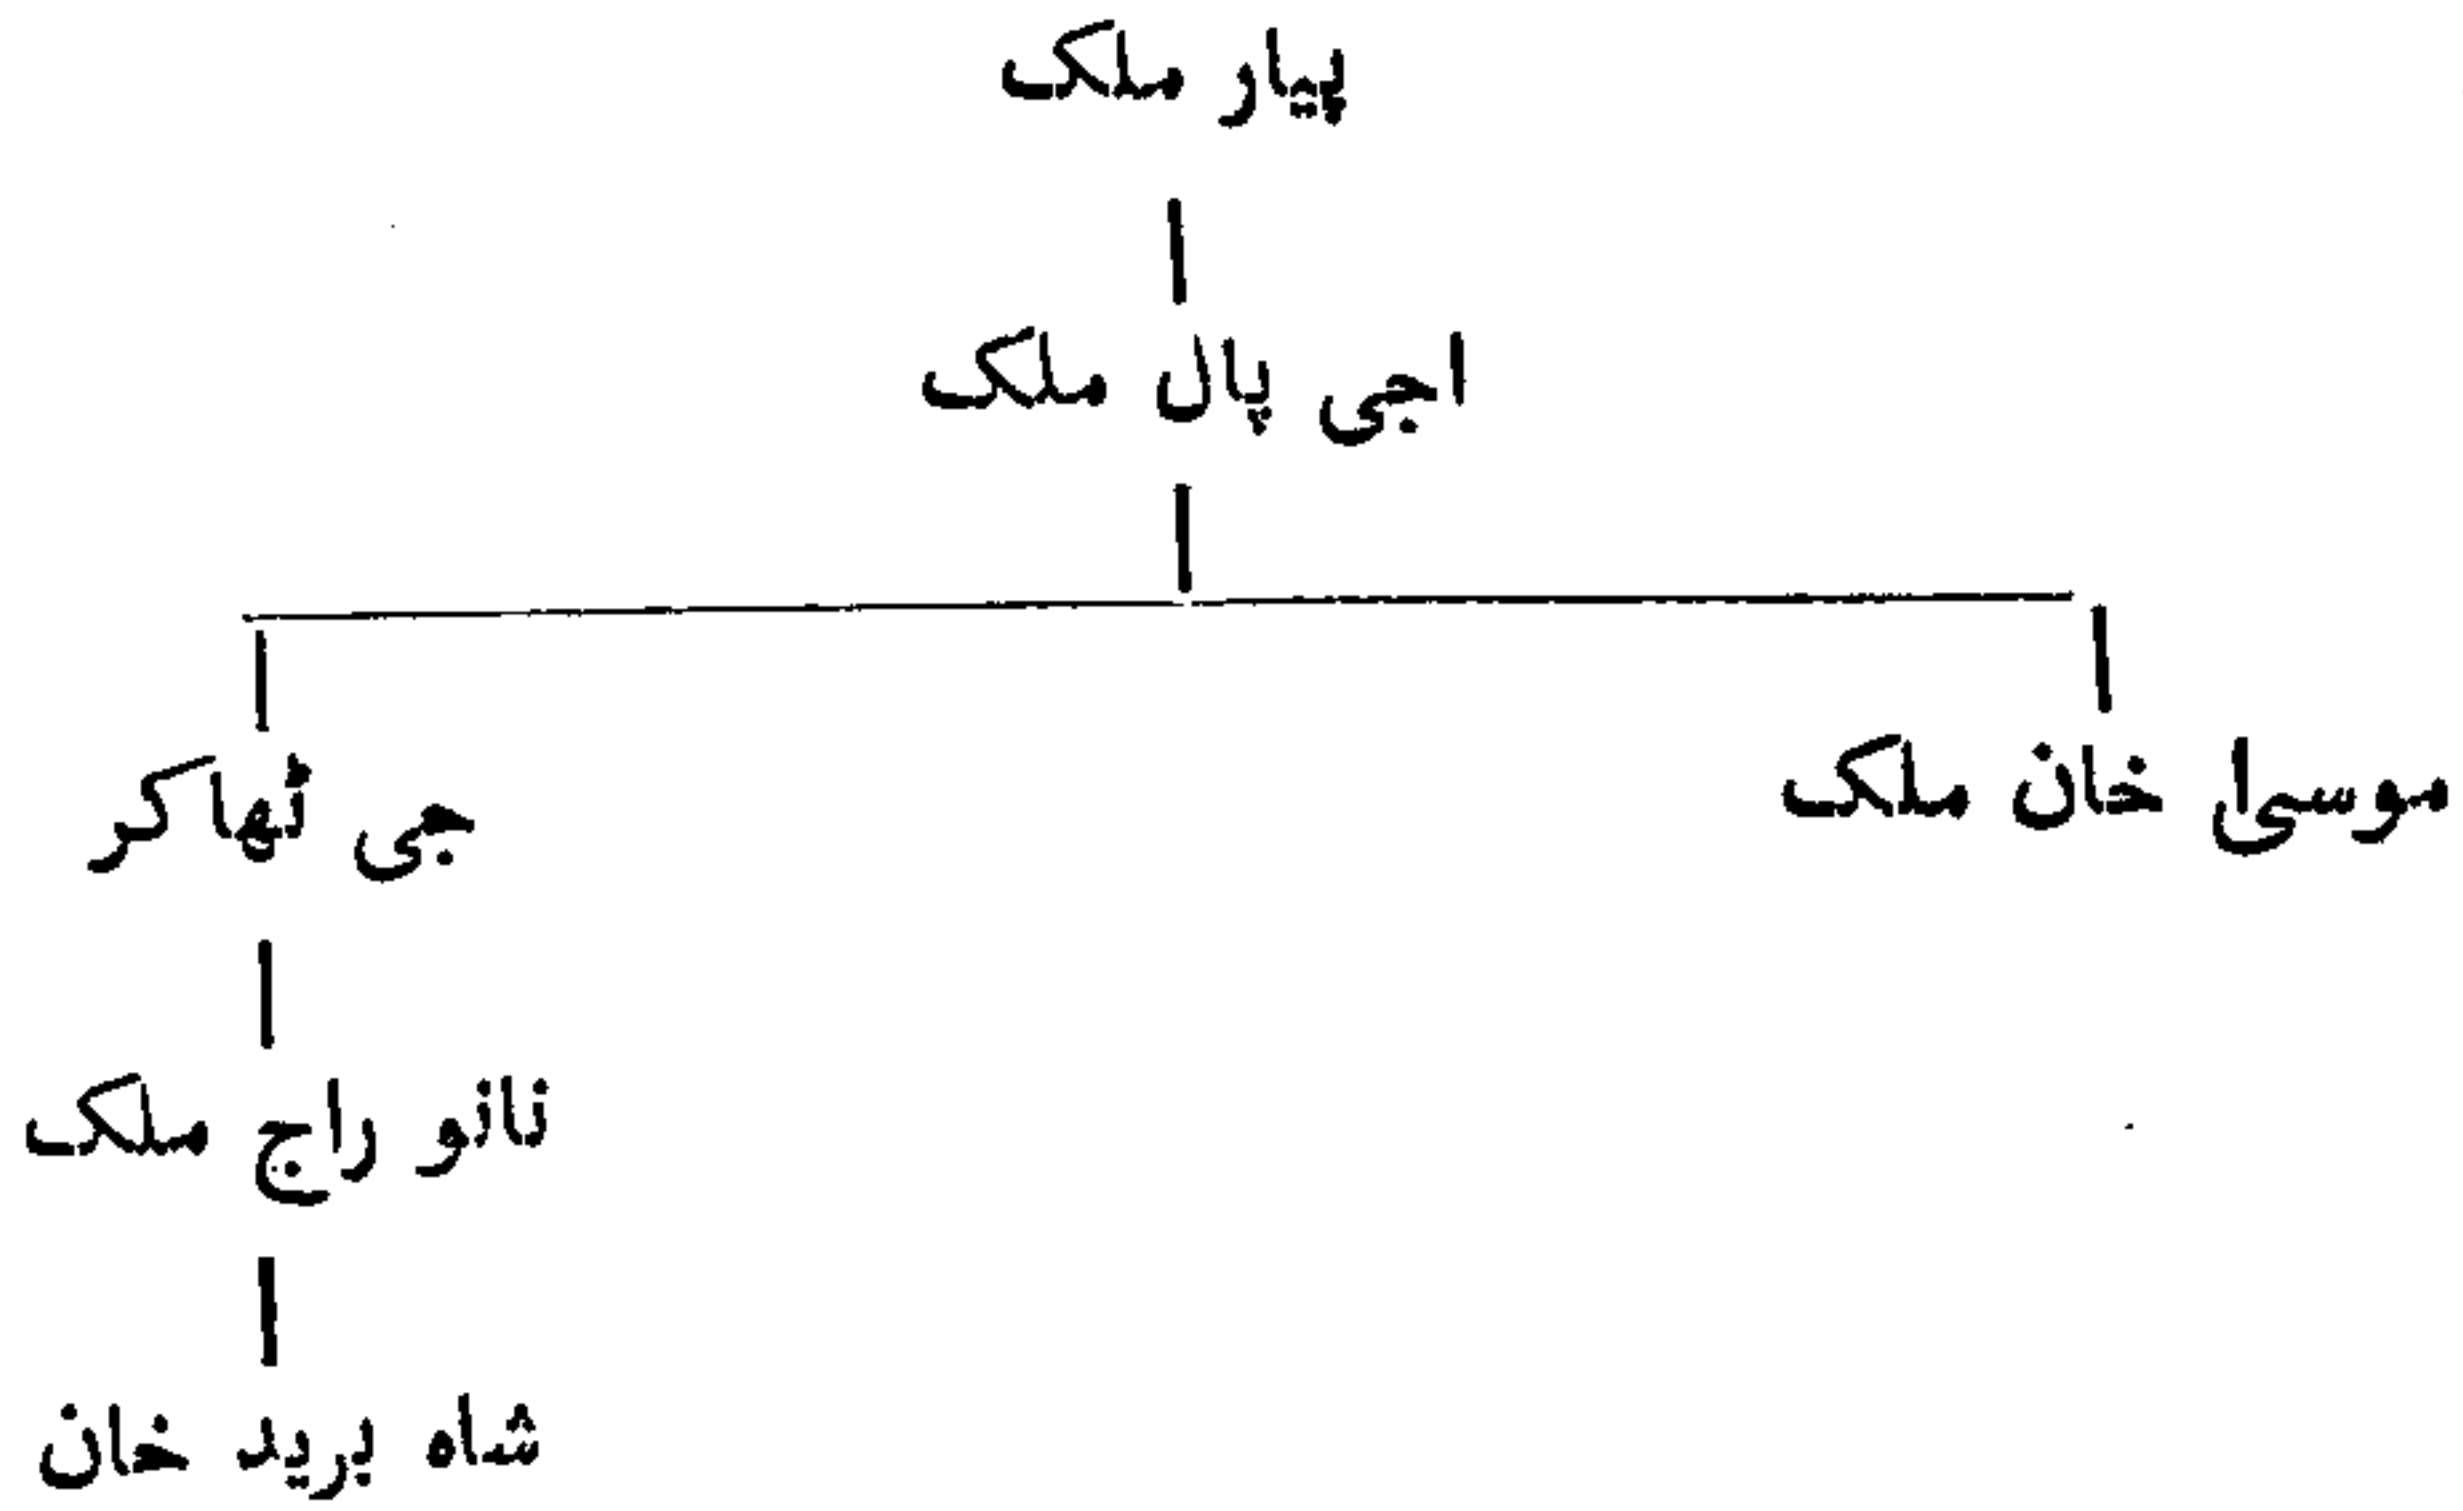 پیار ملک
اجی پال ملک
موسیٰ خان ملک
جی ٹھاکر
نانو راج ملک
شاہ برید خان